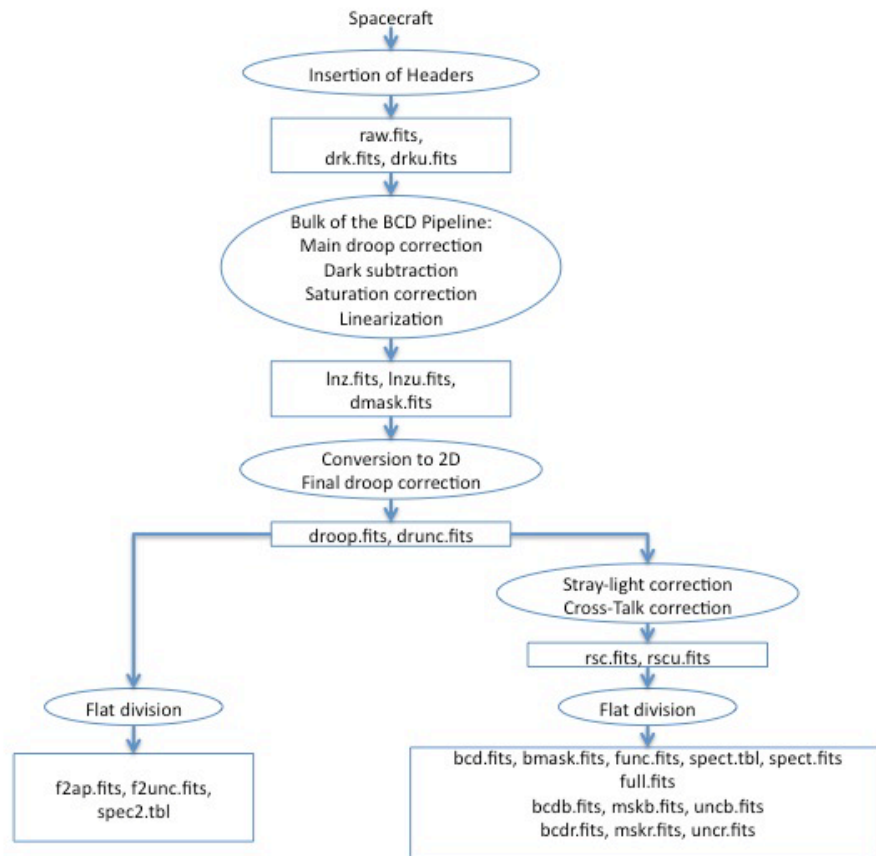 Spacecraft
Insertion of Headers
raw.fits,
drk.fits, drku.fits
Bulk of the BCD Pipeline:
Main droop correction
Dark subtraction
Saturation correction
Linearization
lnz.fits, lnzu.fits,
dmask.fits
Conversion to 2D
Final droop correction
droop.fits, drunc.fits
Stray-light correction
Cross-Talk correction
rsc.fits, rscu.fits
Flat division
Flat division
f2ap.fits, f2unc.fits,
spec2.tbl
bcd.fits, bmask.fits, func.fits, spect.tbl, spect.fits
full.fits
bcdb.fits, mskb.fits, uncb.fits
bcdr.fits, mskr.fits, uncr.fits